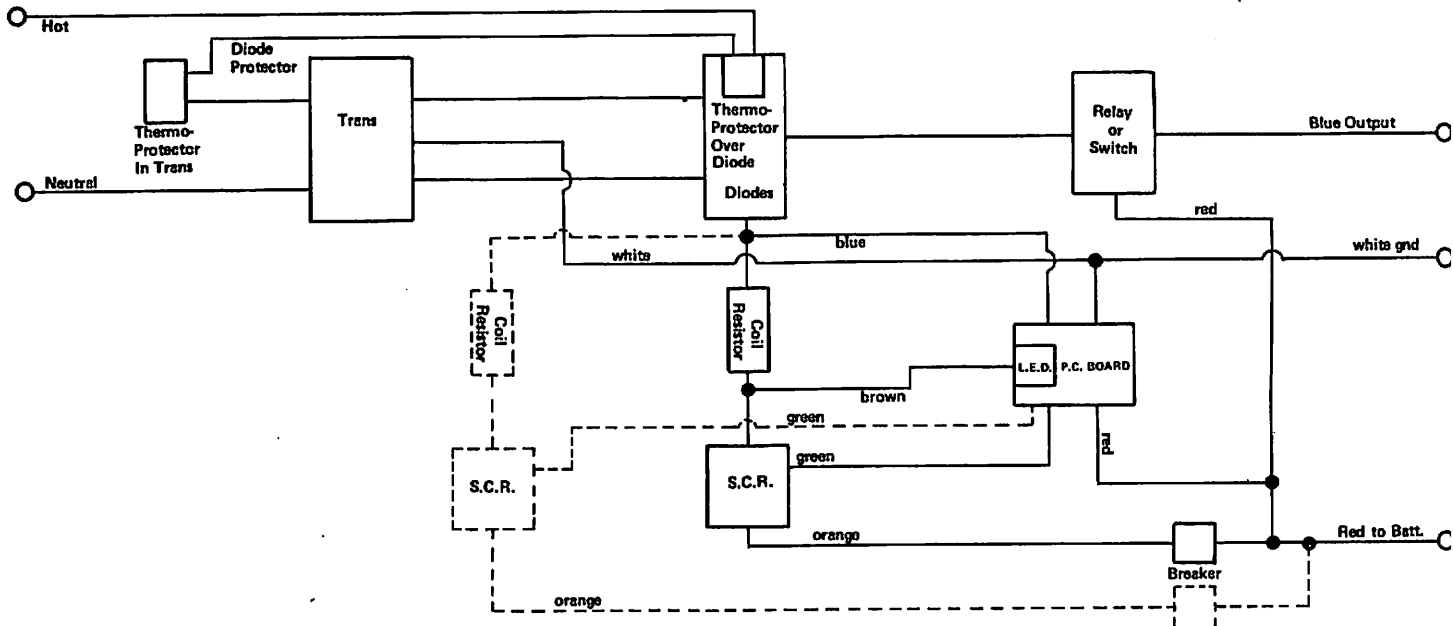 Hot
Diode
Protector
Thermo-
Protector
In Trans
Trans
Thermo-
Protector
Over
Diode
Diodes
Relay
or
Switch
Blue Output
Neutral
red
blue
white
white gnd
Coil
Resistor
Coil
Resistor
L.E.D.
P.C. BOARD
brown
green
green
red
S.C.R.
S.C.R.
orange
Red to Batt.
Breaker
orange